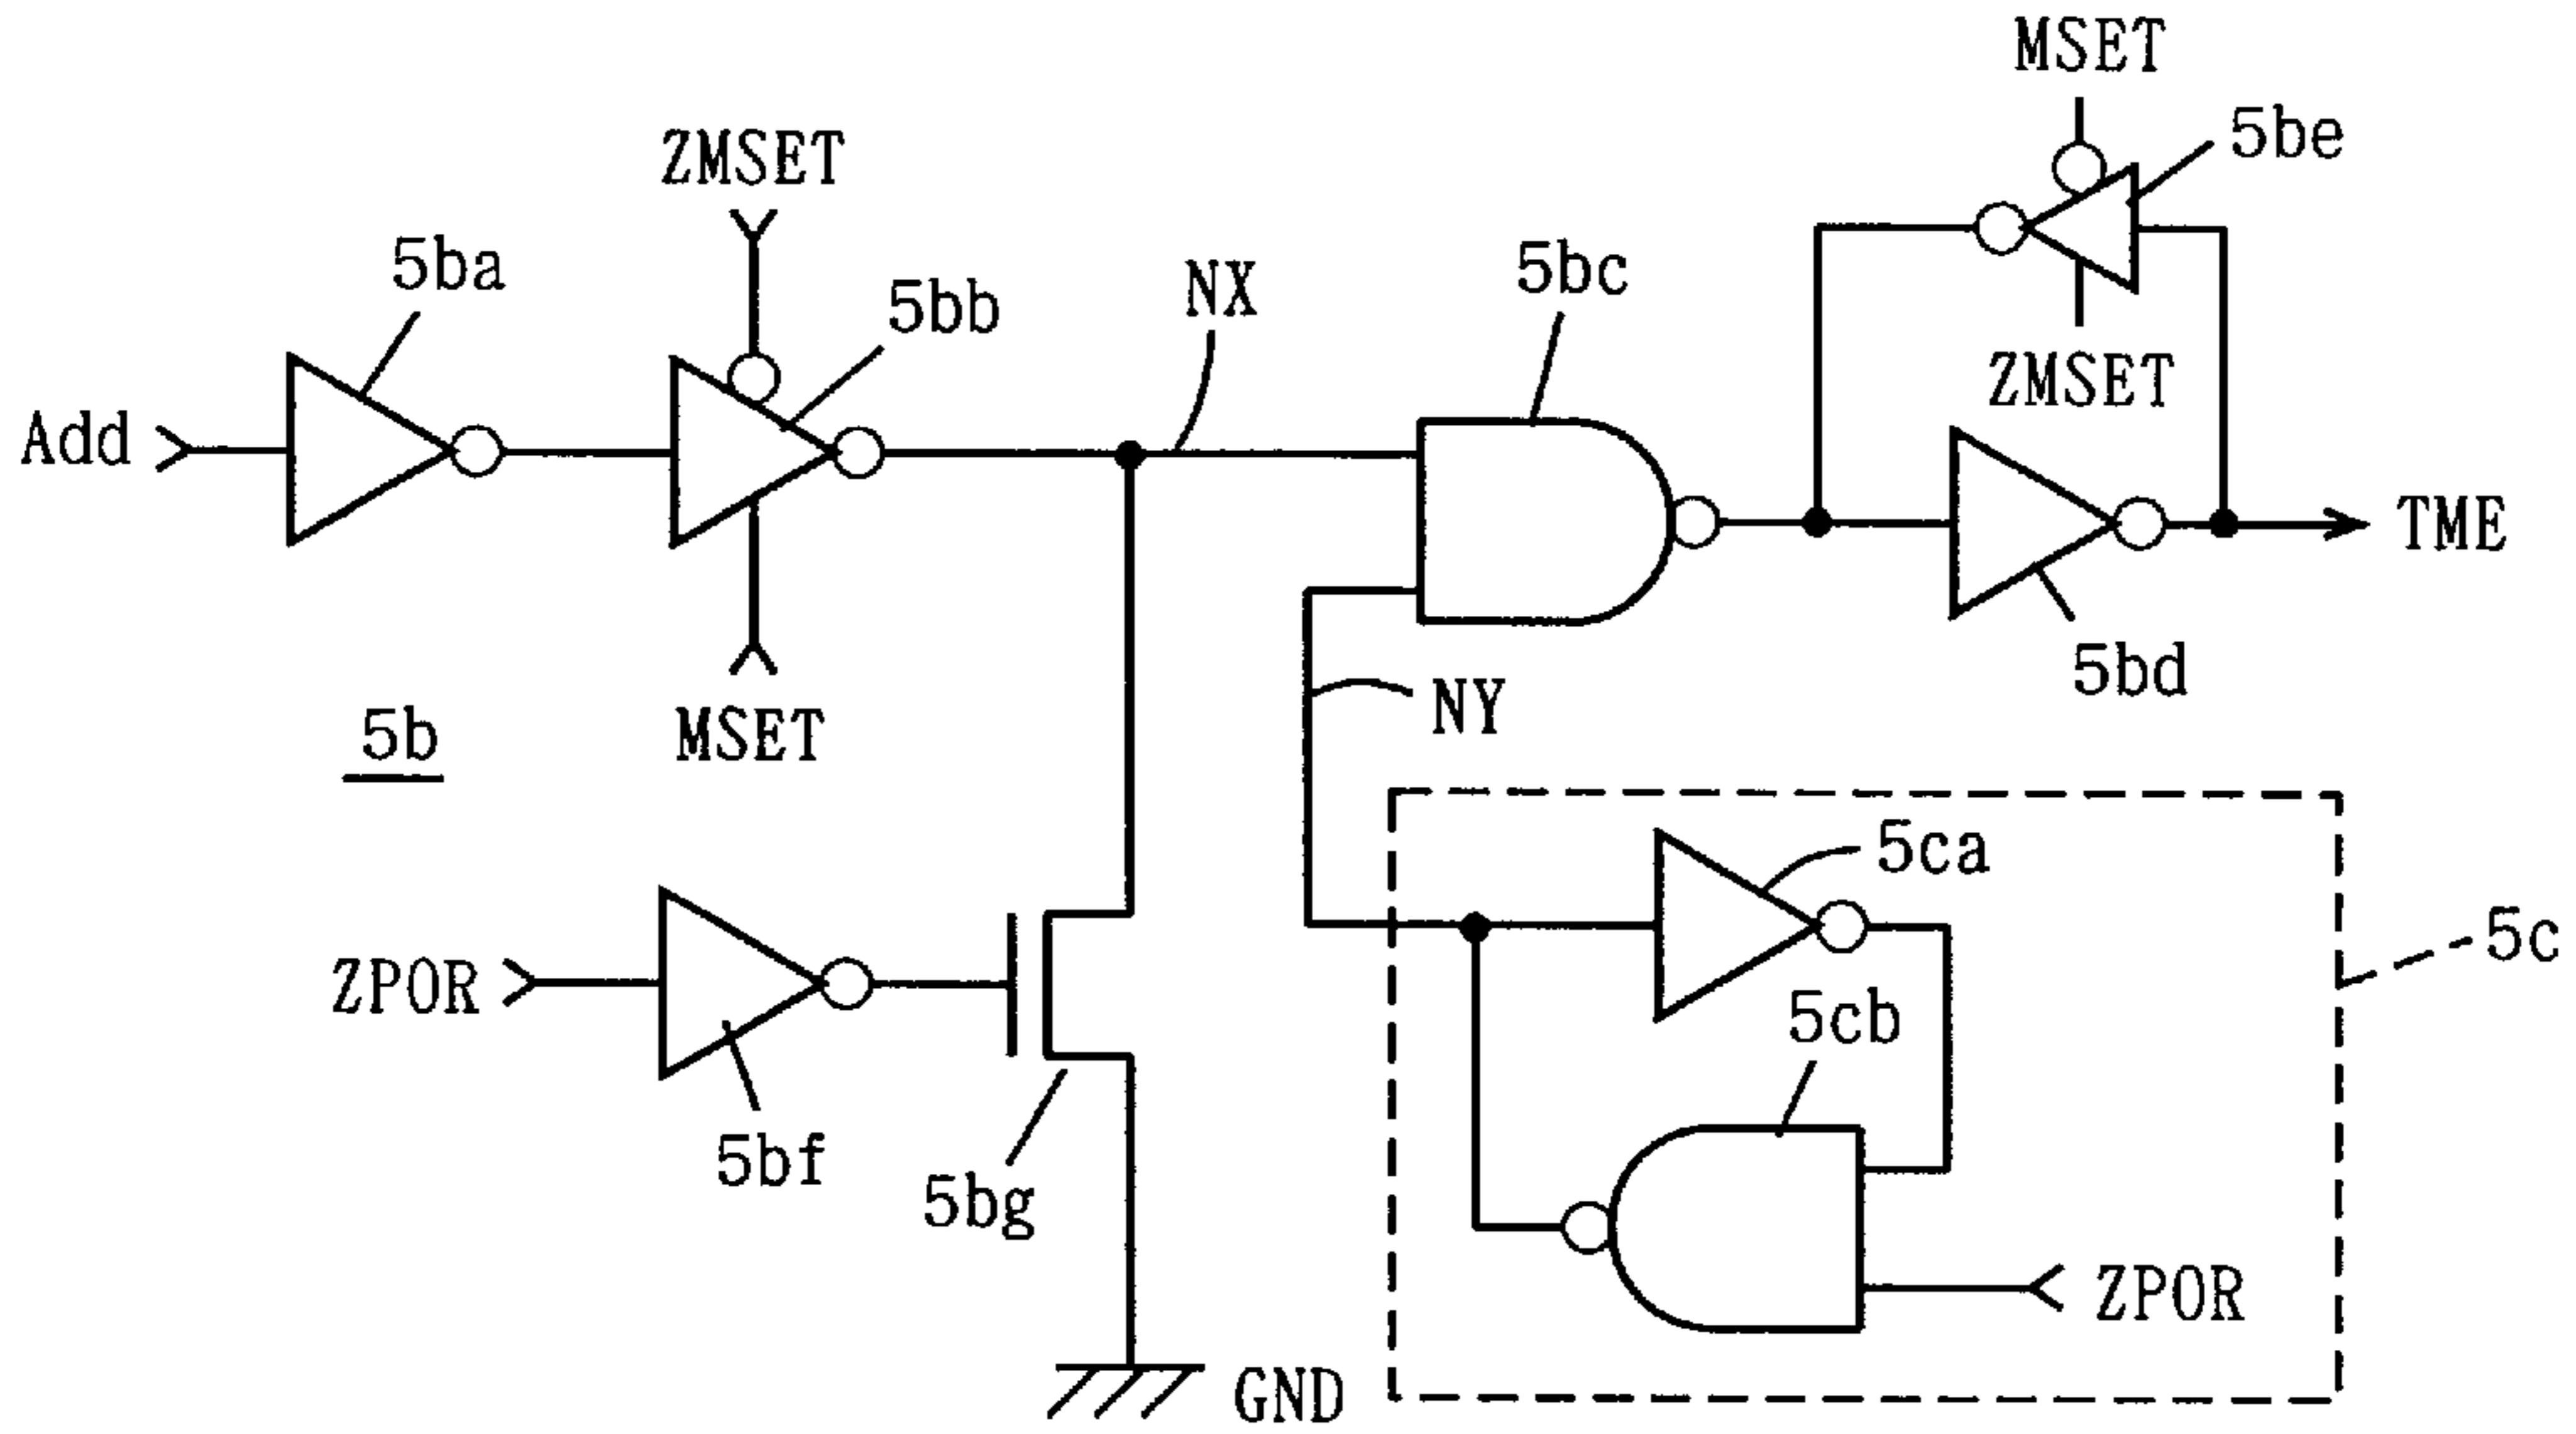 MSET
5be
ZMSET
5ba
5bb
NX
5bc
ZMSET
Add
TME
5bd
NY
MSET
5b
5ca
5c
ZPOR
5cb
5bf
5bg
ZPOR
GND